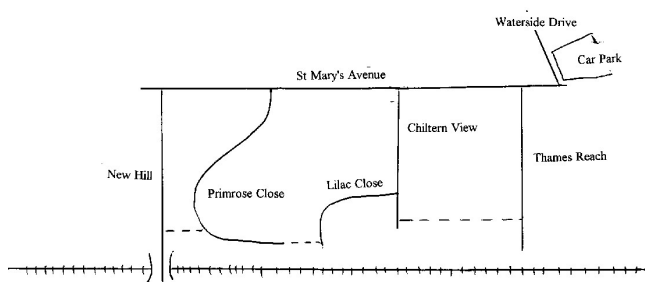 Waterside Drive
Car Park
St Mary's Avenue
Chiltern View
Thames Reach
New Hill
Primrose Close
Lilac Close